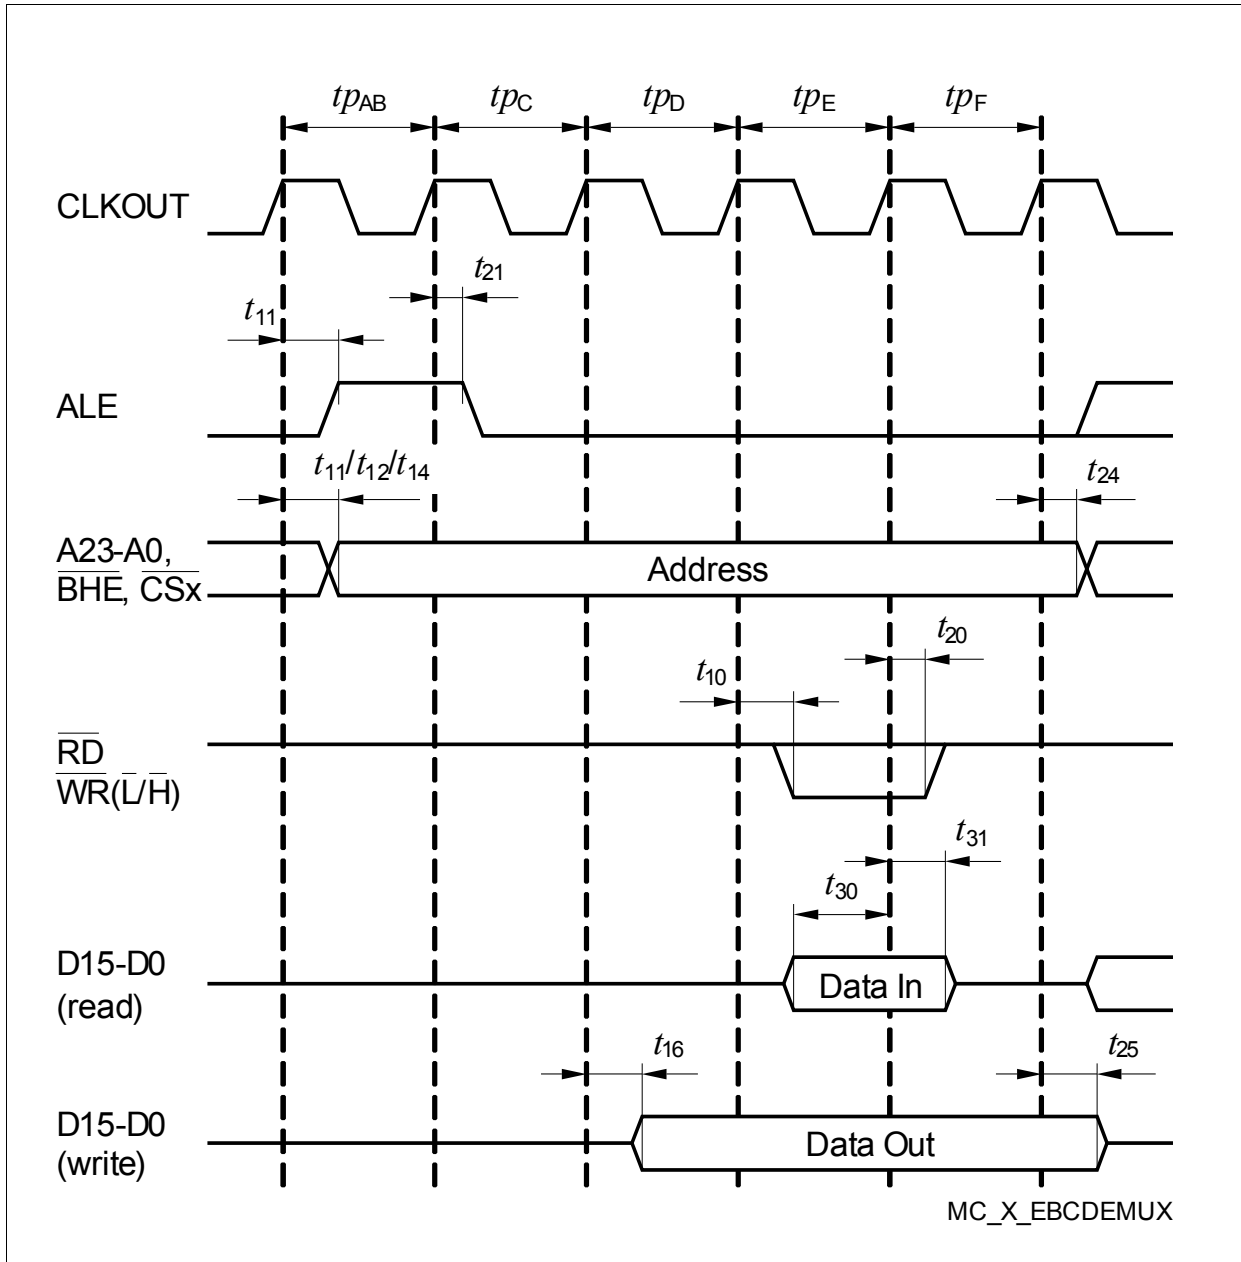 tpAB tpC tpD tpE tpF
CLKOUT
t21
t11
ALE
t11/t12/t14 t24
A23-A0,
BHE, CSx
Address
t20
t10
RD
WR(L/H)
t31
t30
D15-D0
(read)
Data In
t16 t25
D15-D0
(write)
Data Out
MC_X_EBCDEMUX